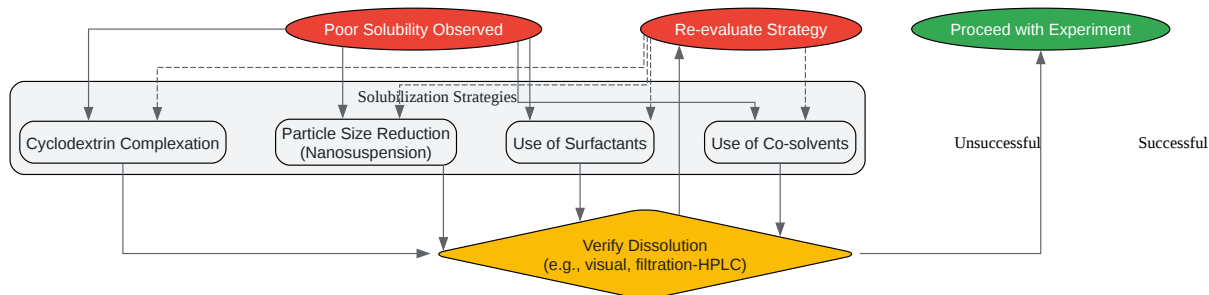 Poor Solubility Observed
Re-evaluate Strategy
Proceed with Experiment
Solubilization Strategies
Cyclodextrin Complexation
Particle Size Reduction
(Nanosuspension)
Use of Surfactants
Use of Co-solvents
Unsuccessful
Successful
Verify Dissolution
(e.g., visual, filtration-HPLC)